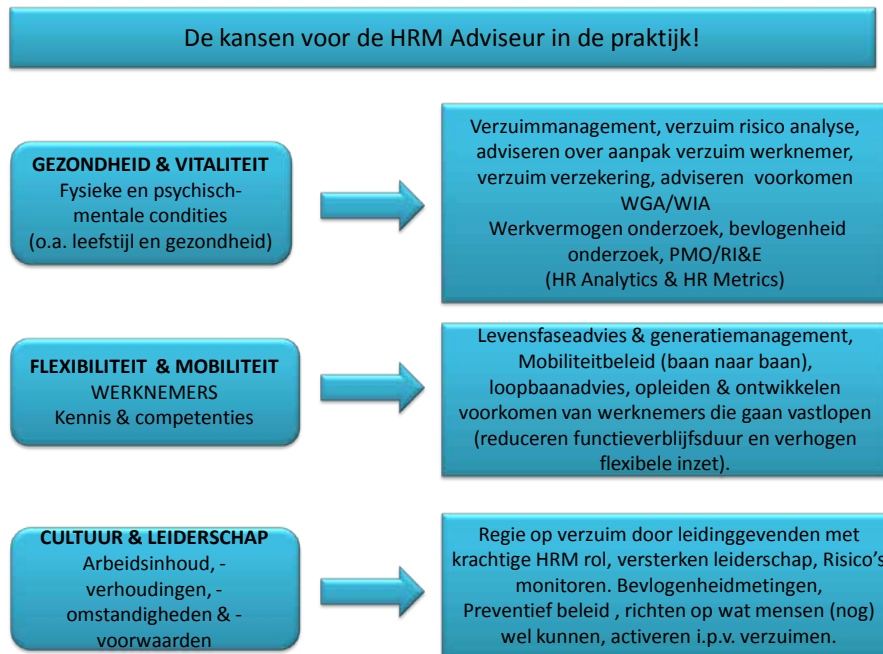 De kansen voor de HRM Adviseur in de praktijk!
GEZONDHEID & VITALITEIT
Fysieke en psychisch-
mentale condities
(o.a. leefstijl en gezondheid)
Verzuimmanagement, verzuim risico analyse,
adviseren over aanpak verzuim werknemer,
verzuim verzekering, adviseren voorkomen
WGA/WIA
Werkvermogen onderzoek, bevlogenheid
onderzoek, PMO/RI&E
(HR Analytics & HR Metrics)
FLEXIBILITEIT & MOBILITEIT
WERKNEMERS
Kennis & competenties
Levensfaseadvies & generatiemanagement,
Mobiliteitbeleid (baan naar baan),
loopbaanadvies, opleiden & ontwikkelen
voorkomen van werknemers die gaan vastlopen
(reduceren functieverblijfsduur en verhogen
flexibele inzet).
CULTUUR & LEIDERSCHAP
Arbeidsinhoud, -
verhoudingen, -
omstandigheden & -
voorwaarden
Regie op verzuim door leidinggevenden met
krachtige HRM rol, versterken leiderschap, Risico's
monitoren. Bevlogenheidmetingen,
Preventief beleid , richten op wat mensen (nog)
wel kunnen, activeren i.p.v. verzuimen.